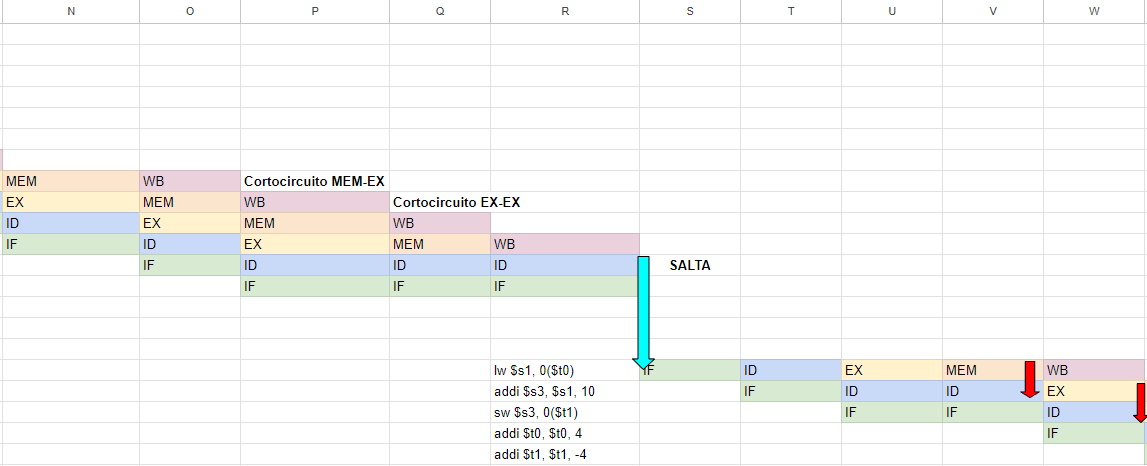 N O P Q R S T U V W
MEM WB Cortocircuito MEM-EX
EX MEM WB Cortocircuito EX-EX
ID EX MEM WB
IF ID EX MEM WB
IF ID ID ID SALTA
IF IF IF
lw $s1, 0($t0) IF ID EX MEM WB
addi $s3, $s1, 10 IF ID ID EX
sw $s3, 0($t1) IF IF ID
addi $t0, $t0, 4 IF
addi $t1, $t1, -4